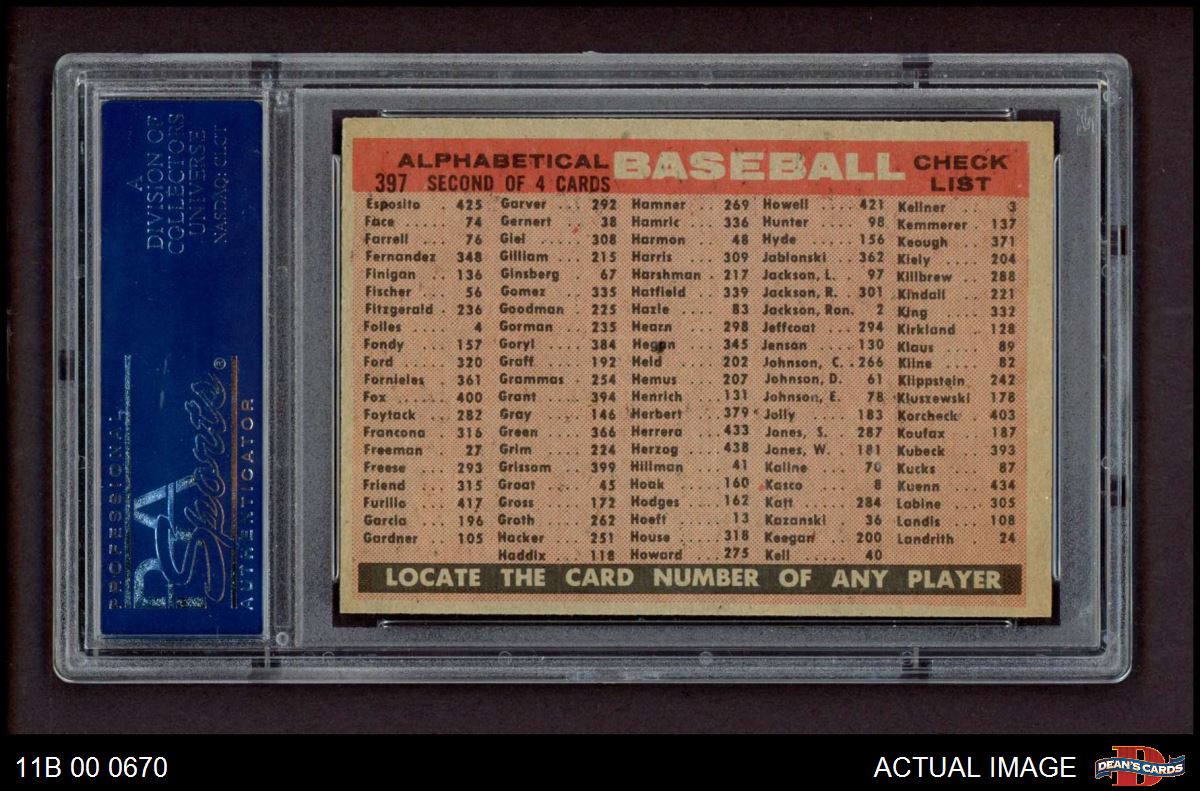 A
DIVISION OF
COLLECTORS
UNIVERSE
NASDAQ: CLCT
PROFESSIONAL
PSA
Sports®
AUTHENTICATOR
ALPHABETICAL BASEBALL CHECK LIST
397 SECOND OF 4 CARDS
Esposito . 425
Face .... 74
Farrell ... 76
Fernandez 348
Finigan .. 136
Fischer ... 56
Fitzgerald . 236
Folles .... 4
Fondy ... 157
Ford .... 320
Fornieles . 361
Fox ..... 400
Foytack .. 282
Francona . 316
Freeman .. 27
Freese ... 293
Friend ... 315
Furillo ... 417
Garcia ... 196
Gardner .. 105
Garver ... 292
Gernert .. 38
Giel .... 308
Gilliam ... 215
Ginsberg .. 67
Gomez ... 335
Goodman . 225
Gorman .. 235
Goryl ... 384
Graff ... 192
Grammas . 254
Grant ... 394
Gray .... 146
Green ... 366
Grim .... 224
Grissom .. 399
Groat ... 45
Gross ... 172
Groth ... 262
Hacker ... 251
Haddix ... 118
Hamner .. 269
Hamric ... 336
Harmon .. 48
Harris ... 309
Harshman . 217
Hatfield .. 339
Hazle ... 83
Hearn ... 298
Hegan ... 345
Held .... 202
Hemus ... 207
Henrich .. 131
Herbert .. 379
Herrera .. 433
Herzog ... 438
Hillman .. 41
Hoak .... 160
Hodges ... 162
Hoeft ... 13
House ... 318
Howard .. 275
Howell ... 421
Hunter ... 98
Hyde .... 156
Jablonski . 362
Jackson, L. . 97
Jackson, R. . 301
Jackson, Ron. 2
Jeffcoat .. 294
Jensen ... 130
Johnson, C. . 266
Johnson, D. 61
Johnson, E. 78
Jolly .... 183
Jones, S. . 287
Jones, W. . 181
Kaline ... 70
Kasco ... 8
Katt .... 284
Kazanski .. 36
Keegan .. 200
Kell .... 40
Kellner ... 3
Kemmerer . 137
Keough .. 371
Kiely .... 204
Killbrew .. 288
Kindall .. 221
King .... 332
Kirkland .. 128
Klaus ... 89
Kline ... 82
Klippstein . 242
Kluszewski 178
Korcheck . 403
Koufax ... 187
Kubeck .. 393
Kucks ... 87
Kuenn ... 434
Labine ... 305
Landis ... 108
Landrith .. 24
LOCATE THE CARD NUMBER OF ANY PLAYER
11B 00 0670
ACTUAL IMAGE
DEAN'S CARDS